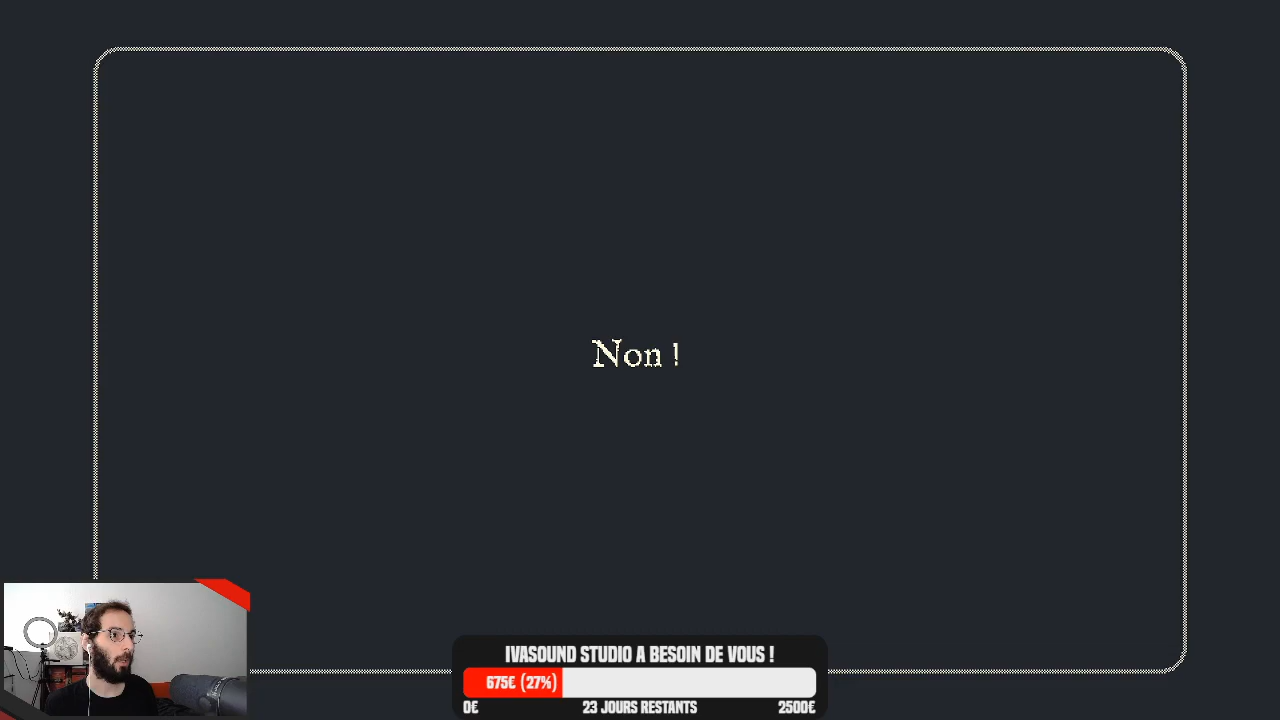 Non !
IVASOUND STUDIO A BESOIN DE VOUS !
675€ (27%)
0€ 23 JOURS RESTANTS 2500€